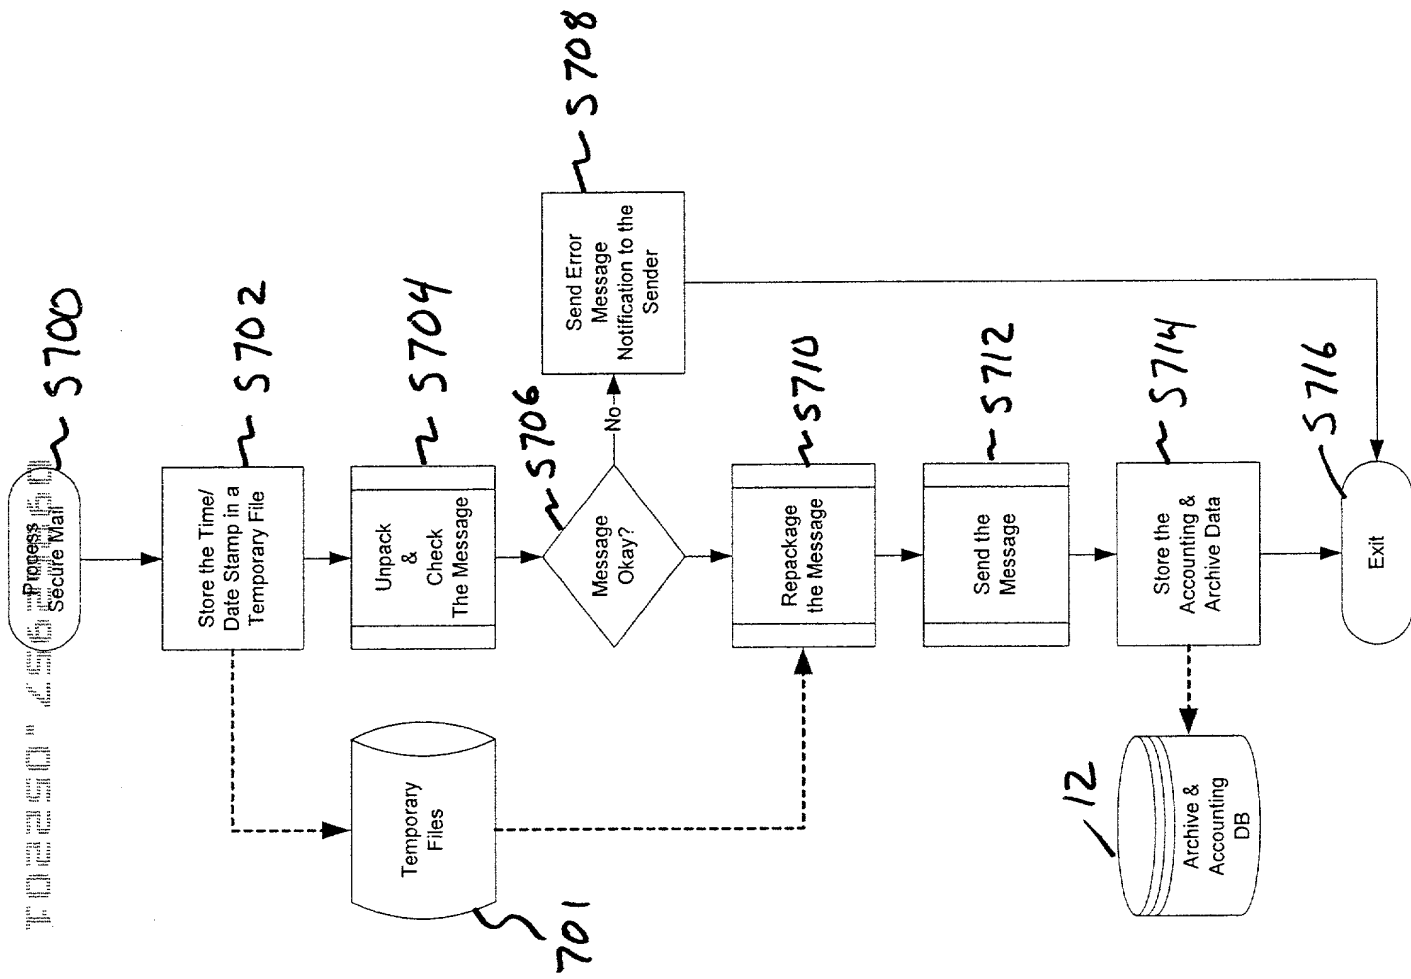 Process
Secure Mail
S700
Store the Time/
Date Stamp in a
Temporary File
S702
Temporary
Files
701
Unpack
&
Check
The Message
S704
Message
Okay?
S706
No
Send Error
Message
Notification to the
Sender
S708
Repackage
the Message
S710
Send the
Message
S712
Store the
Accounting &
Archive Data
S714
Archive &
Accounting
DB
12
Exit
S716